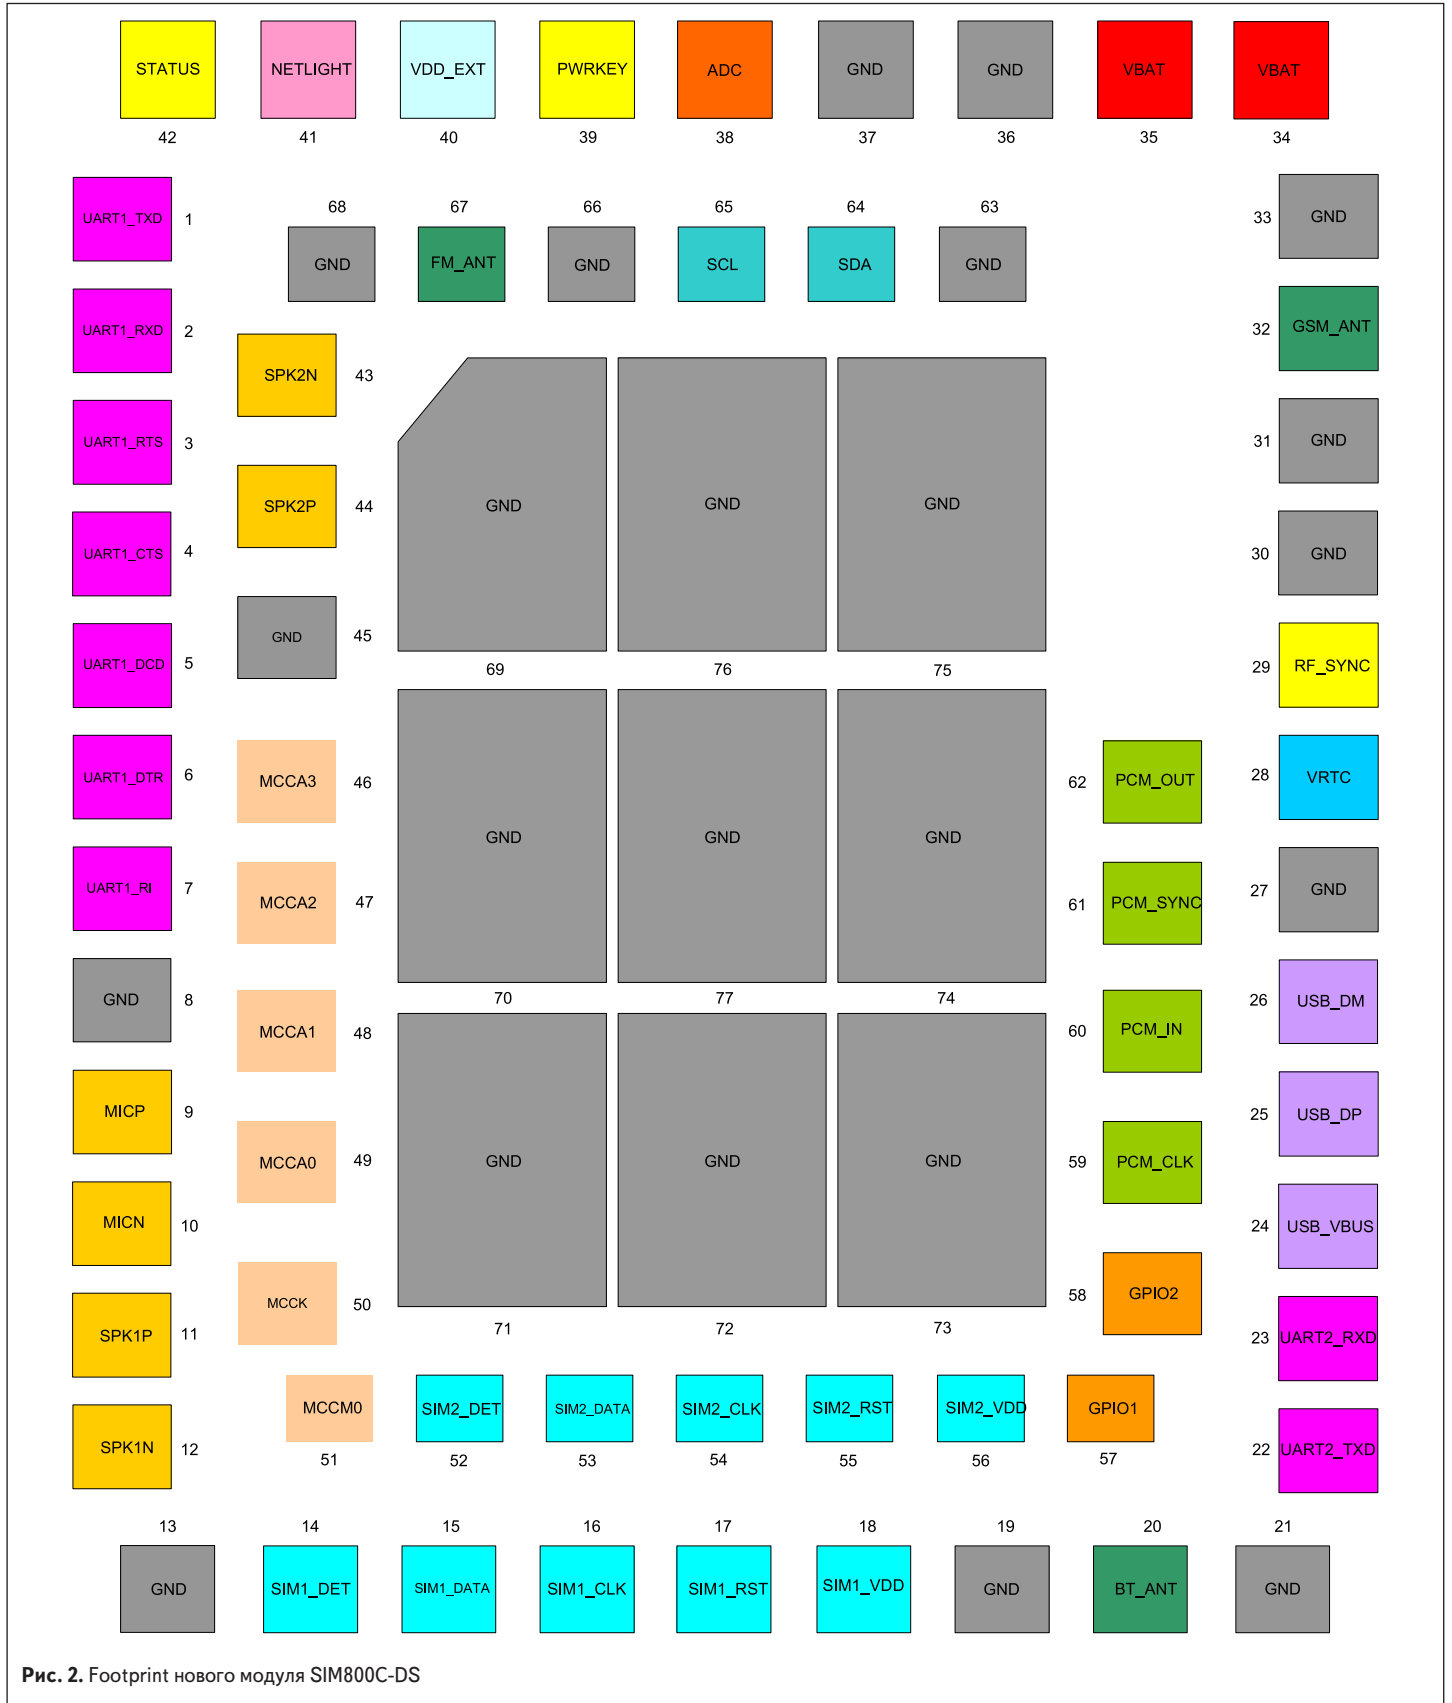 STATUS NETLIGHT VDD_EXT PWRKEY ADC GND GND VBAT VBAT
42 41 40 39 38 37 36 35 34
68 67 66 65 64 63
GND FM_ANT GND SCL SDA GND
UART1_TXD 1
UART1_RXD 2
UART1_RTS 3
UART1_CTS 4
UART1_DCD 5
UART1_DTR 6
UART1_RI 7
GND 8
MICP 9
MICN 10
SPK1P 11
SPK1N 12
SPK2N 43
SPK2P 44
GND 45
MCCA3 46
MCCA2 47
MCCA1 48
MCCA0 49
MCCK 50
GND GND GND
69 76 75
GND GND GND
70 77 74
GND GND GND
71 72 73
62 PCM_OUT
61 PCM_SYNC
60 PCM_IN
59 PCM_CLK
58 GPIO2
33 GND
32 GSM_ANT
31 GND
30 GND
29 RF_SYNC
28 VRTC
27 GND
26 USB_DM
25 USB_DP
24 USB_VBUS
23 UART2_RXD
22 UART2_TXD
MCCM0 SIM2_DET SIM2_DATA SIM2_CLK SIM2_RST SIM2_VDD GPIO1
51 52 53 54 55 56 57
13 14 15 16 17 18 19 20 21
GND SIM1_DET SIM1_DATA SIM1_CLK SIM1_RST SIM1_VDD GND BT_ANT GND
Рис. 2. Footprint нового модуля SIM800C-DS